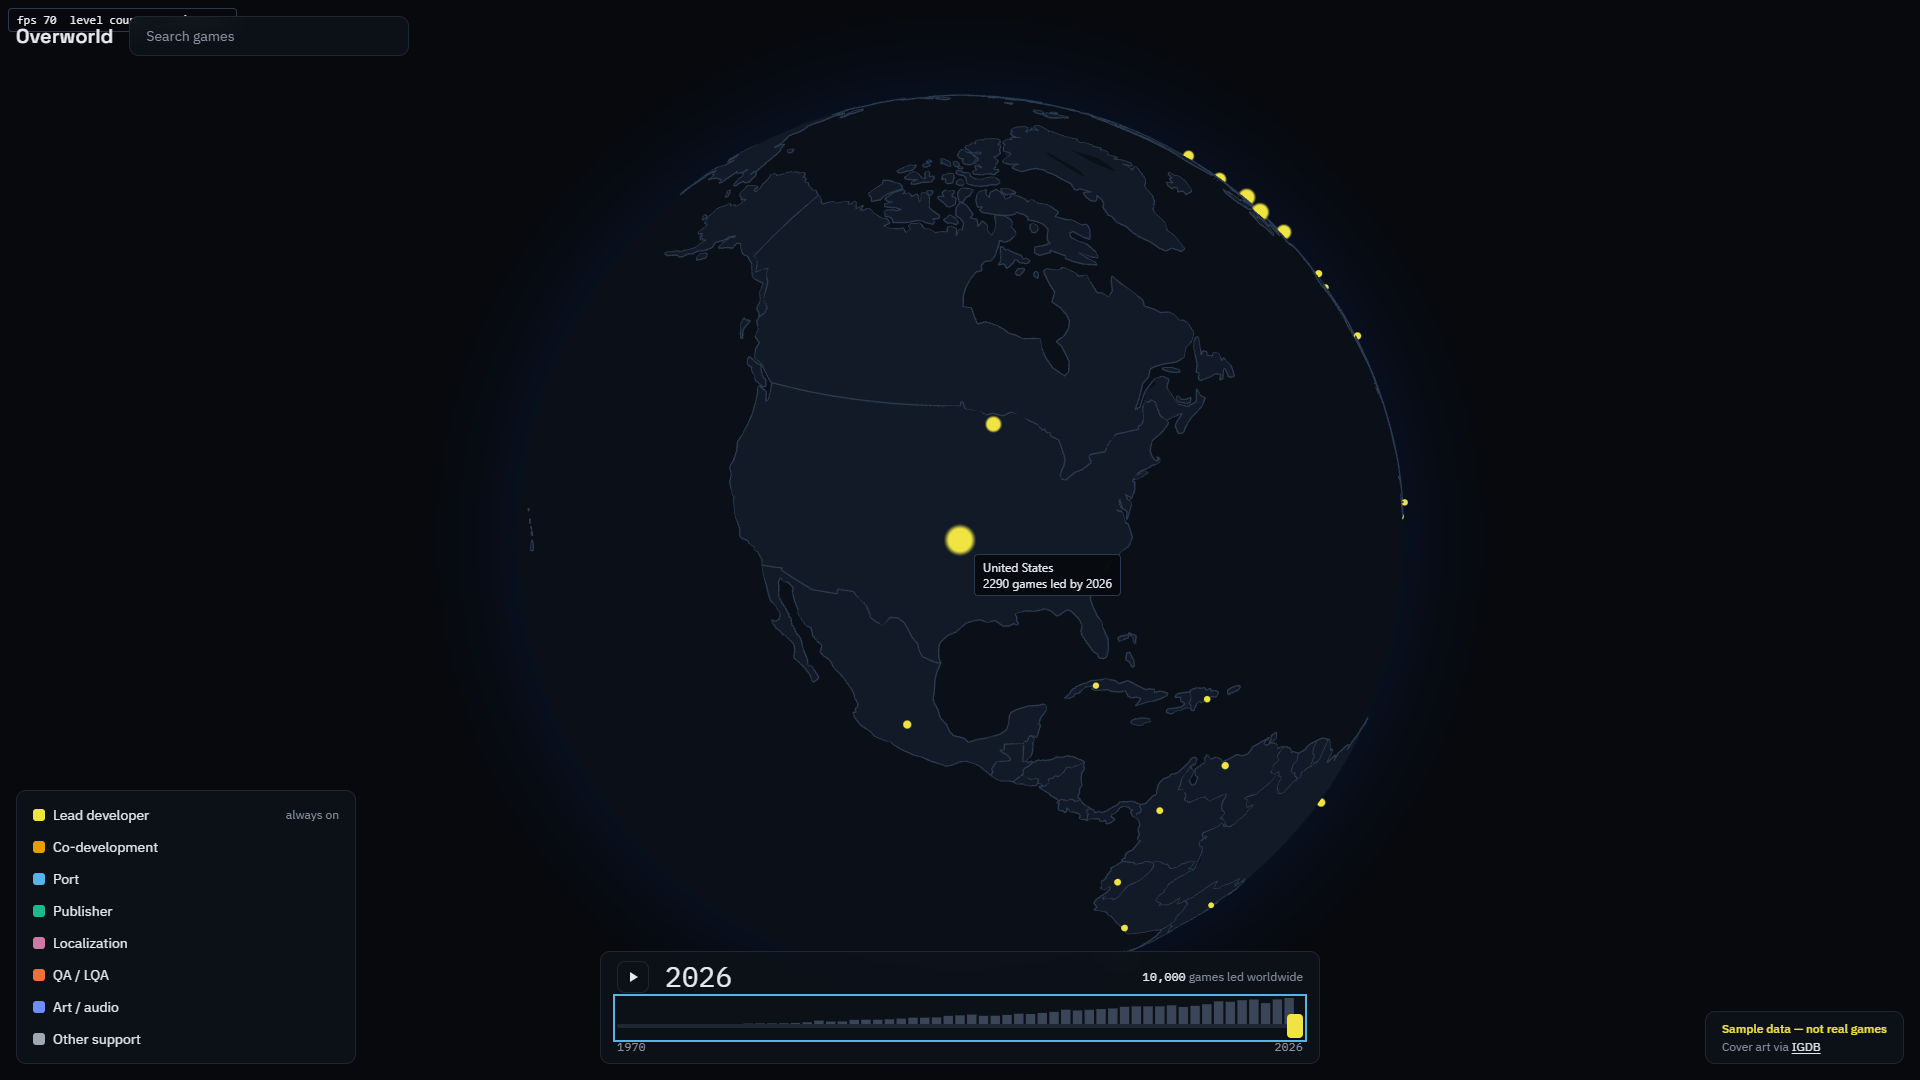 fps 70 level
Overworld
Search games
United States
2290 games led by 2026
Lead developer always on
Co-development
Port
Publisher
Localization
QA / LQA
Art / audio
Other support
2026 10,000 games led worldwide
1970 2026
Sample data — not real games
Cover art via IGDB